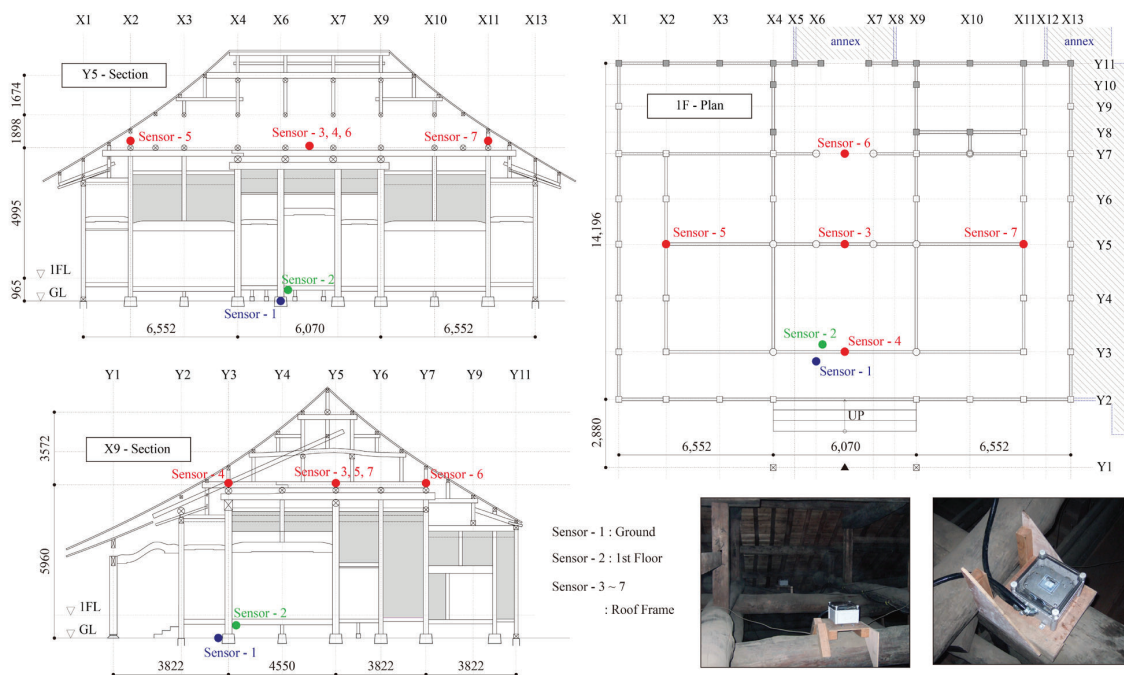 X1 X2 X3 X4 X6 X7 X9 X10 X11 X13
Y5 - Section
1674
1898
4995
965
Sensor - 5
Sensor - 3, 4, 6
Sensor - 7
1FL
GL
Sensor - 2
Sensor - 1
6,552 6,070 6,552
X1 X2 X3 X4 X5 X6 X7 X8 X9 X10 X11 X12 X13
annex
annex
1F - Plan
Y11
Y10
Y9
Y8
Y7
Y6
Y5
Y4
Y3
Y2
Y1
Sensor - 6
Sensor - 5
Sensor - 3
Sensor - 7
Sensor - 2
Sensor - 4
Sensor - 1
UP
14,196
2,880
6,552 6,070 6,552
Y1 Y2 Y3 Y4 Y5 Y6 Y7 Y9 Y11
X9 - Section
3572
5960
Sensor - 4
Sensor - 3, 5, 7
Sensor - 6
1FL
GL
Sensor - 2
Sensor - 1
3822 4550 3822 3822
Sensor - 1 : Ground
Sensor - 2 : 1st Floor
Sensor - 3 ~ 7
: Roof Frame